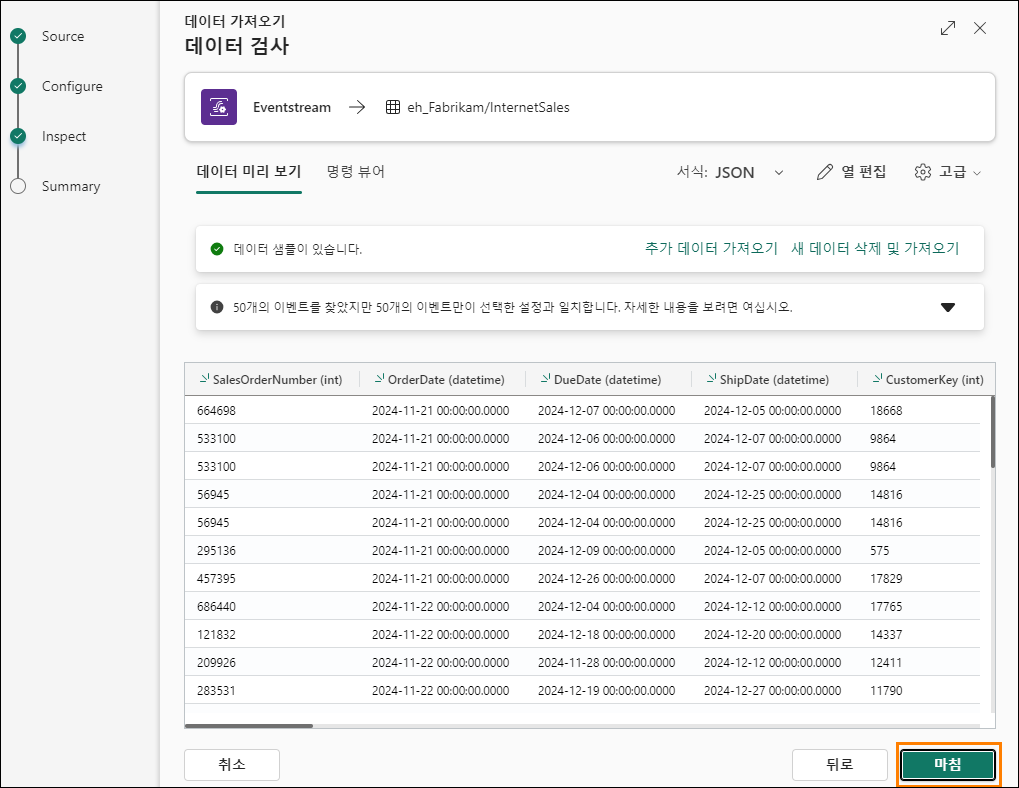 Source
Configure
Inspect
Summary
데이터 가져오기
데이터 검사
Eventstream → eh_Fabrikam/InternetSales
데이터 미리 보기 명령 뷰어 서식: JSON 열 편집 고급
데이터 샘플이 있습니다. 추가 데이터 가져오기 새 데이터 삭제 및 가져오기
50개의 이벤트를 찾았지만 50개의 이벤트만이 선택한 설정과 일치합니다. 자세한 내용을 보려면 여십시오.
SalesOrderNumber (int) OrderDate (datetime) DueDate (datetime) ShipDate (datetime) CustomerKey (int)
664698 2024-11-21 00:00:00.0000 2024-12-07 00:00:00.0000 2024-12-05 00:00:00.0000 18668
533100 2024-11-21 00:00:00.0000 2024-12-06 00:00:00.0000 2024-12-07 00:00:00.0000 9864
533100 2024-11-21 00:00:00.0000 2024-12-06 00:00:00.0000 2024-12-07 00:00:00.0000 9864
56945 2024-11-21 00:00:00.0000 2024-12-04 00:00:00.0000 2024-12-25 00:00:00.0000 14816
56945 2024-11-21 00:00:00.0000 2024-12-04 00:00:00.0000 2024-12-25 00:00:00.0000 14816
295136 2024-11-21 00:00:00.0000 2024-12-09 00:00:00.0000 2024-12-05 00:00:00.0000 575
457395 2024-11-21 00:00:00.0000 2024-12-26 00:00:00.0000 2024-12-07 00:00:00.0000 17829
686440 2024-11-22 00:00:00.0000 2024-12-04 00:00:00.0000 2024-12-12 00:00:00.0000 17765
121832 2024-11-22 00:00:00.0000 2024-12-18 00:00:00.0000 2024-12-20 00:00:00.0000 14337
209926 2024-11-22 00:00:00.0000 2024-11-28 00:00:00.0000 2024-12-12 00:00:00.0000 12411
283531 2024-11-22 00:00:00.0000 2024-12-19 00:00:00.0000 2024-12-27 00:00:00.0000 11790
취소 뒤로 마침